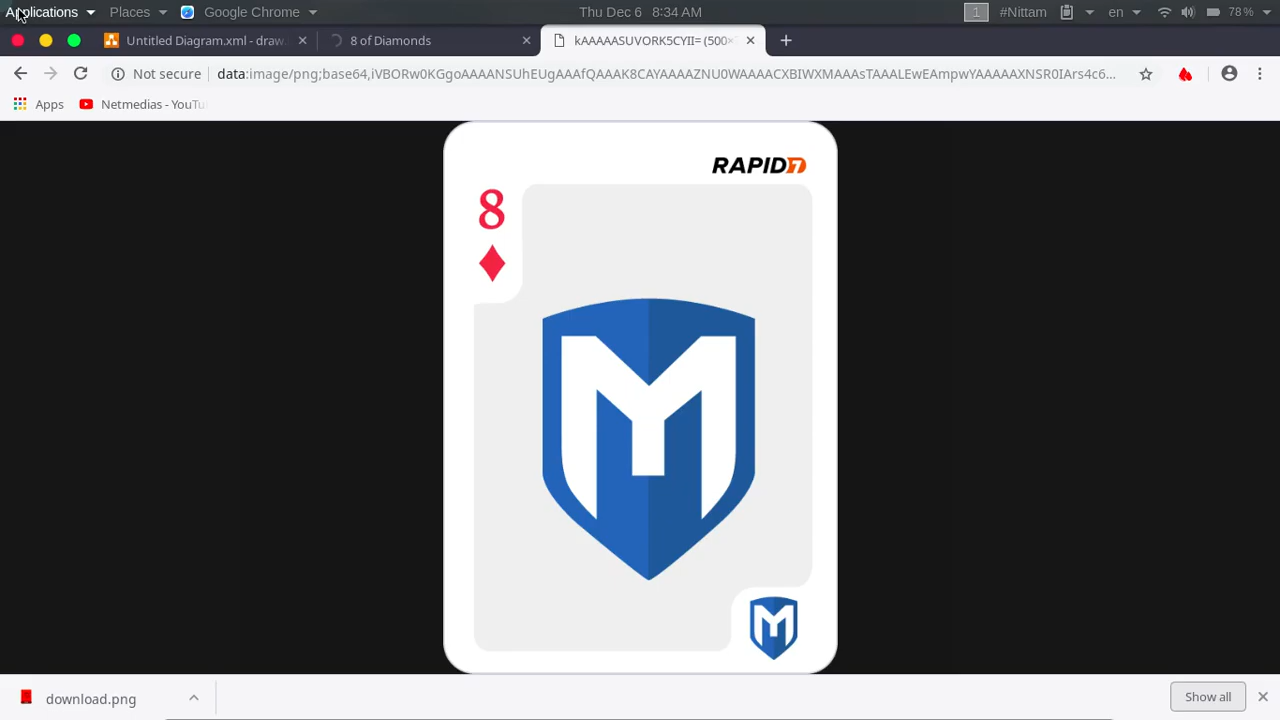 Applications Places Google Chrome Thu Dec 6 8:34 AM 1 #Nittam en 78 %
Untitled Diagram.xml - draw. 8 of Diamonds kAAAAASUVORK5CYII= (500×
Not secure data:image/png;base64,iVBORw0KGgoAAAANSUhEUgAAAfQAAAK8CAYAAAAZNU0WAAAACXBIWXMAAAsTAAALEwEAmpwYAAAAAXNSR0IArs4c6...
Apps Netmedias - YouTu
RAPID7
8
M
M
download.png Show all